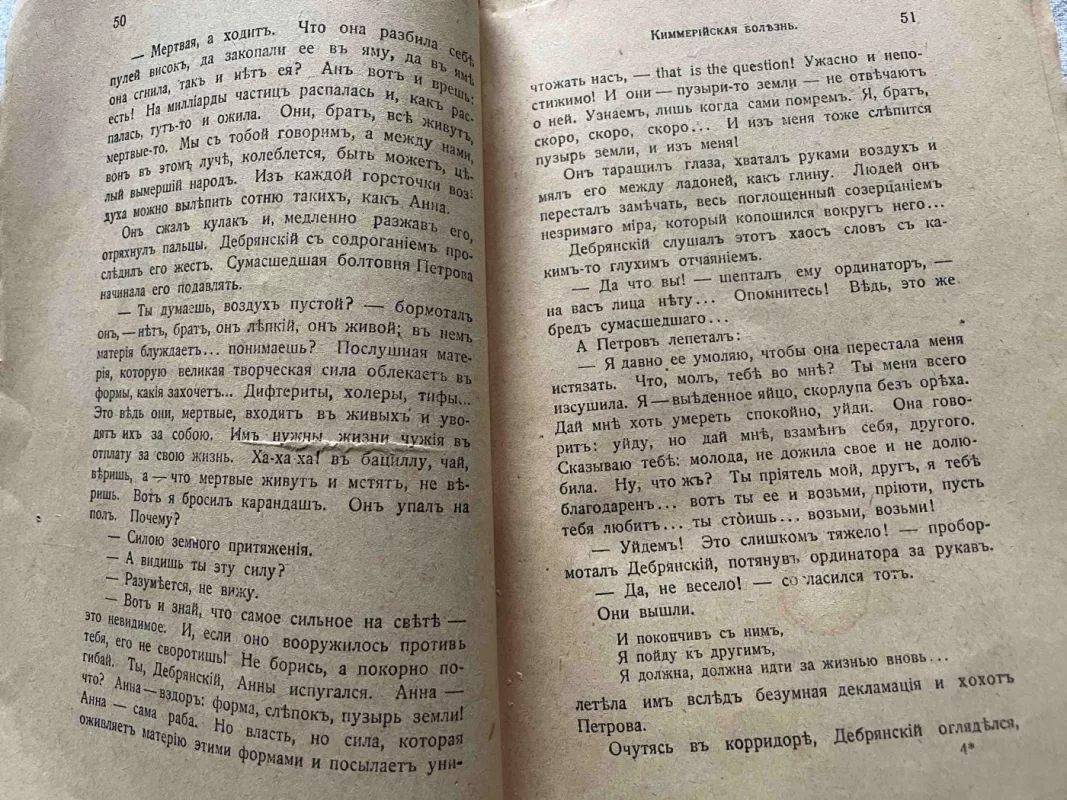 50
— Мертвая, а ходитъ. Что она разбила себѣ
пулей високъ, да закопали ее въ яму, да въ ямѣ
она сгнила, такъ и нѣтъ ея? Анъ вотъ и врешь:
есть! На милліарды частицъ распалась и, какъ рас-
палась, тутъ-то и ожила. Они, братъ, всѣ живутъ,
мертвые-то. Мы съ тобой говоримъ, а между нами,
вонъ въ этомъ лучѣ, колеблется, быть можетъ, цѣ-
лый вымершій народъ. Изъ каждой горсточки воз-
духа можно вылѣпить сотню такихъ, какъ Анна.
Онъ сжалъ кулакъ и, медленно разжавъ его,
отряхнулъ пальцы. Дебрянскій съ содроганіемъ про-
слѣдилъ его жестъ. Сумасшедшая болтовня Петрова
начинала его подавлять.
— Ты думаешь, воздухъ пустой? — бормоталъ
онъ, — нѣтъ, братъ, онъ лѣпкій, онъ живой; въ немъ
матерія блуждаетъ... понимаешь? Послушная мате-
рія, которую великая творческая сила облекаетъ въ
формы, какія захочетъ... Дифтериты, холеры, тифы...
Это вѣдь они, мертвые, входятъ въ живыхъ и уво-
дятъ ихъ за собою. Имъ нужны жизни чужія въ
отплату за свою жизнь. Ха-ха-ха! въ бациллу, чай,
вѣришь, а — что мертвые живутъ и мстятъ, не вѣ-
ришь. Вотъ я бросилъ карандашъ. Онъ упалъ на
полъ. Почему?
— Силою земного притяженія.
— А видишь ты эту силу?
— Разумѣется, не вижу.
— Вотъ и знай, что самое сильное на свѣтѣ —
это невидимое. И, если оно вооружилось противъ
тебя, его не своротишь! Не борись, а покорно по-
гибай. Ты, Дебрянскій, Анны испугался. Анна —
что? Анна — вздоръ: форма, слѣпокъ, пузырь земли!
Анна — сама раба. Но власть, но сила, которая
оживляетъ матерію этими формами и посылаетъ уни-
Киммерійская болѣзнь.
51
чтожать насъ, — that is the question! Ужасно и непо-
стижимо! И они — пузыри-то земли — не отвѣчаютъ
о ней. Узнаемъ, лишь когда сами помремъ. Я, братъ,
скоро, скоро, скоро... И изъ меня тоже слѣпится
пузырь земли, и изъ меня!
Онъ таращилъ глаза, хваталъ руками воздухъ и
мялъ его между ладоней, какъ глину. Людей онъ
пересталъ замѣчать, весь поглощенный созерцаніемъ
незримаго міра, который копошился вокругъ него...
Дебрянскій слушалъ этотъ хаосъ словъ съ ка-
кимъ-то глухимъ отчаяніемъ.
— Да что вы! — шепталъ ему ординаторъ, —
на васъ лица нѣту... Опомнитесь! Вѣдь, это же
бредъ сумасшедшаго...
А Петровъ лепеталъ:
— Я давно ее умоляю, чтобы она перестала меня
истязать. Что, молъ, тебѣ во мнѣ? Ты меня всего
изсушила. Я — выѣденное яйцо, скорлупа безъ орѣха.
Дай мнѣ хоть умереть спокойно, уйди. Она гово-
ритъ: уйду, но дай мнѣ, взамѣнъ себя, другого.
Сказываю тебѣ: молода, не дожила свое и не долю-
била. Ну, что жъ? Ты пріятель мой, другъ, я тебѣ
благодаренъ... вотъ ты ее и возьми, пріюти, пусть
тебя любитъ... ты стоишь... возьми, возьми!
— Уйдемъ! Это слишкомъ тяжело! — пробор-
моталъ Дебрянскій, потянувъ ординатора за рукавъ.
— Да, не весело! — согласился тотъ.
Они вышли.
И покончивъ съ нимъ,
Я пойду къ другимъ,
Я должна, должна идти за жизнью вновь...
летѣла имъ вслѣдъ безумная декламація и хохотъ
Петрова.
Очутясь въ корридорѣ, Дебрянскій оглядѣлся,
4*